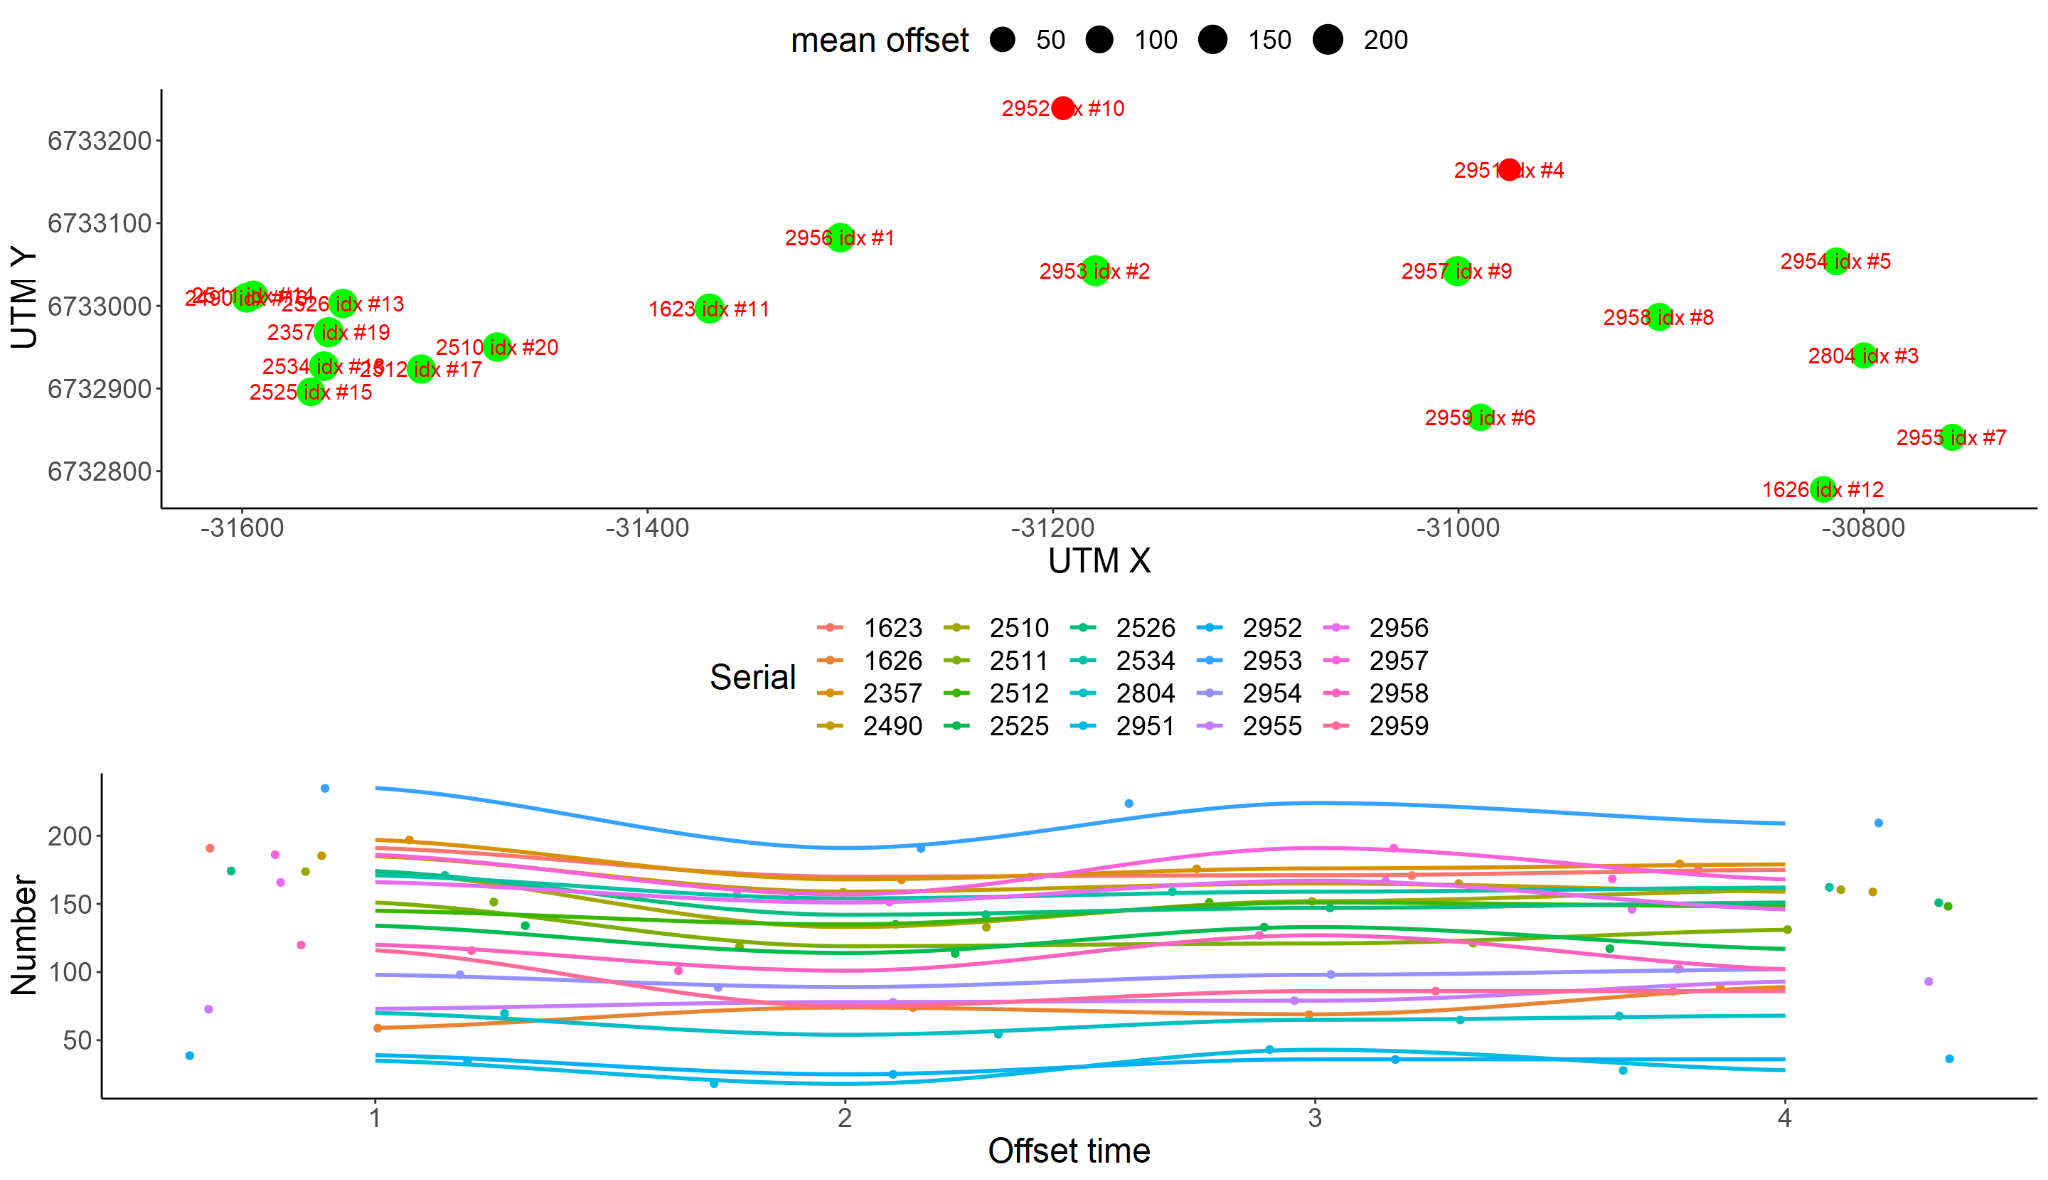 mean offset 50 100 150 200
UTM Y
6733200
6733100
6733000
6732900
6732800
2952 idx #10
2951 idx #4
2956 idx #1
2953 idx #2
2957 idx #9
2954 idx #5
2511 idx #14
2490 idx
2526 idx #13
1623 idx #11
2958 idx #8
2357 idx #19
2510 idx #20
2804 idx #3
2534 idx #18
2512 idx #17
2525 idx #15
2959 idx #6
2955 idx #7
1626 idx #12
-31600 -31400 -31200 -31000 -30800
UTM X
Serial
1623 2510 2526 2952 2956
1626 2511 2534 2953 2957
2357 2512 2804 2954 2958
2490 2525 2951 2955 2959
Number
200
150
100
50
1 2 3 4
Offset time